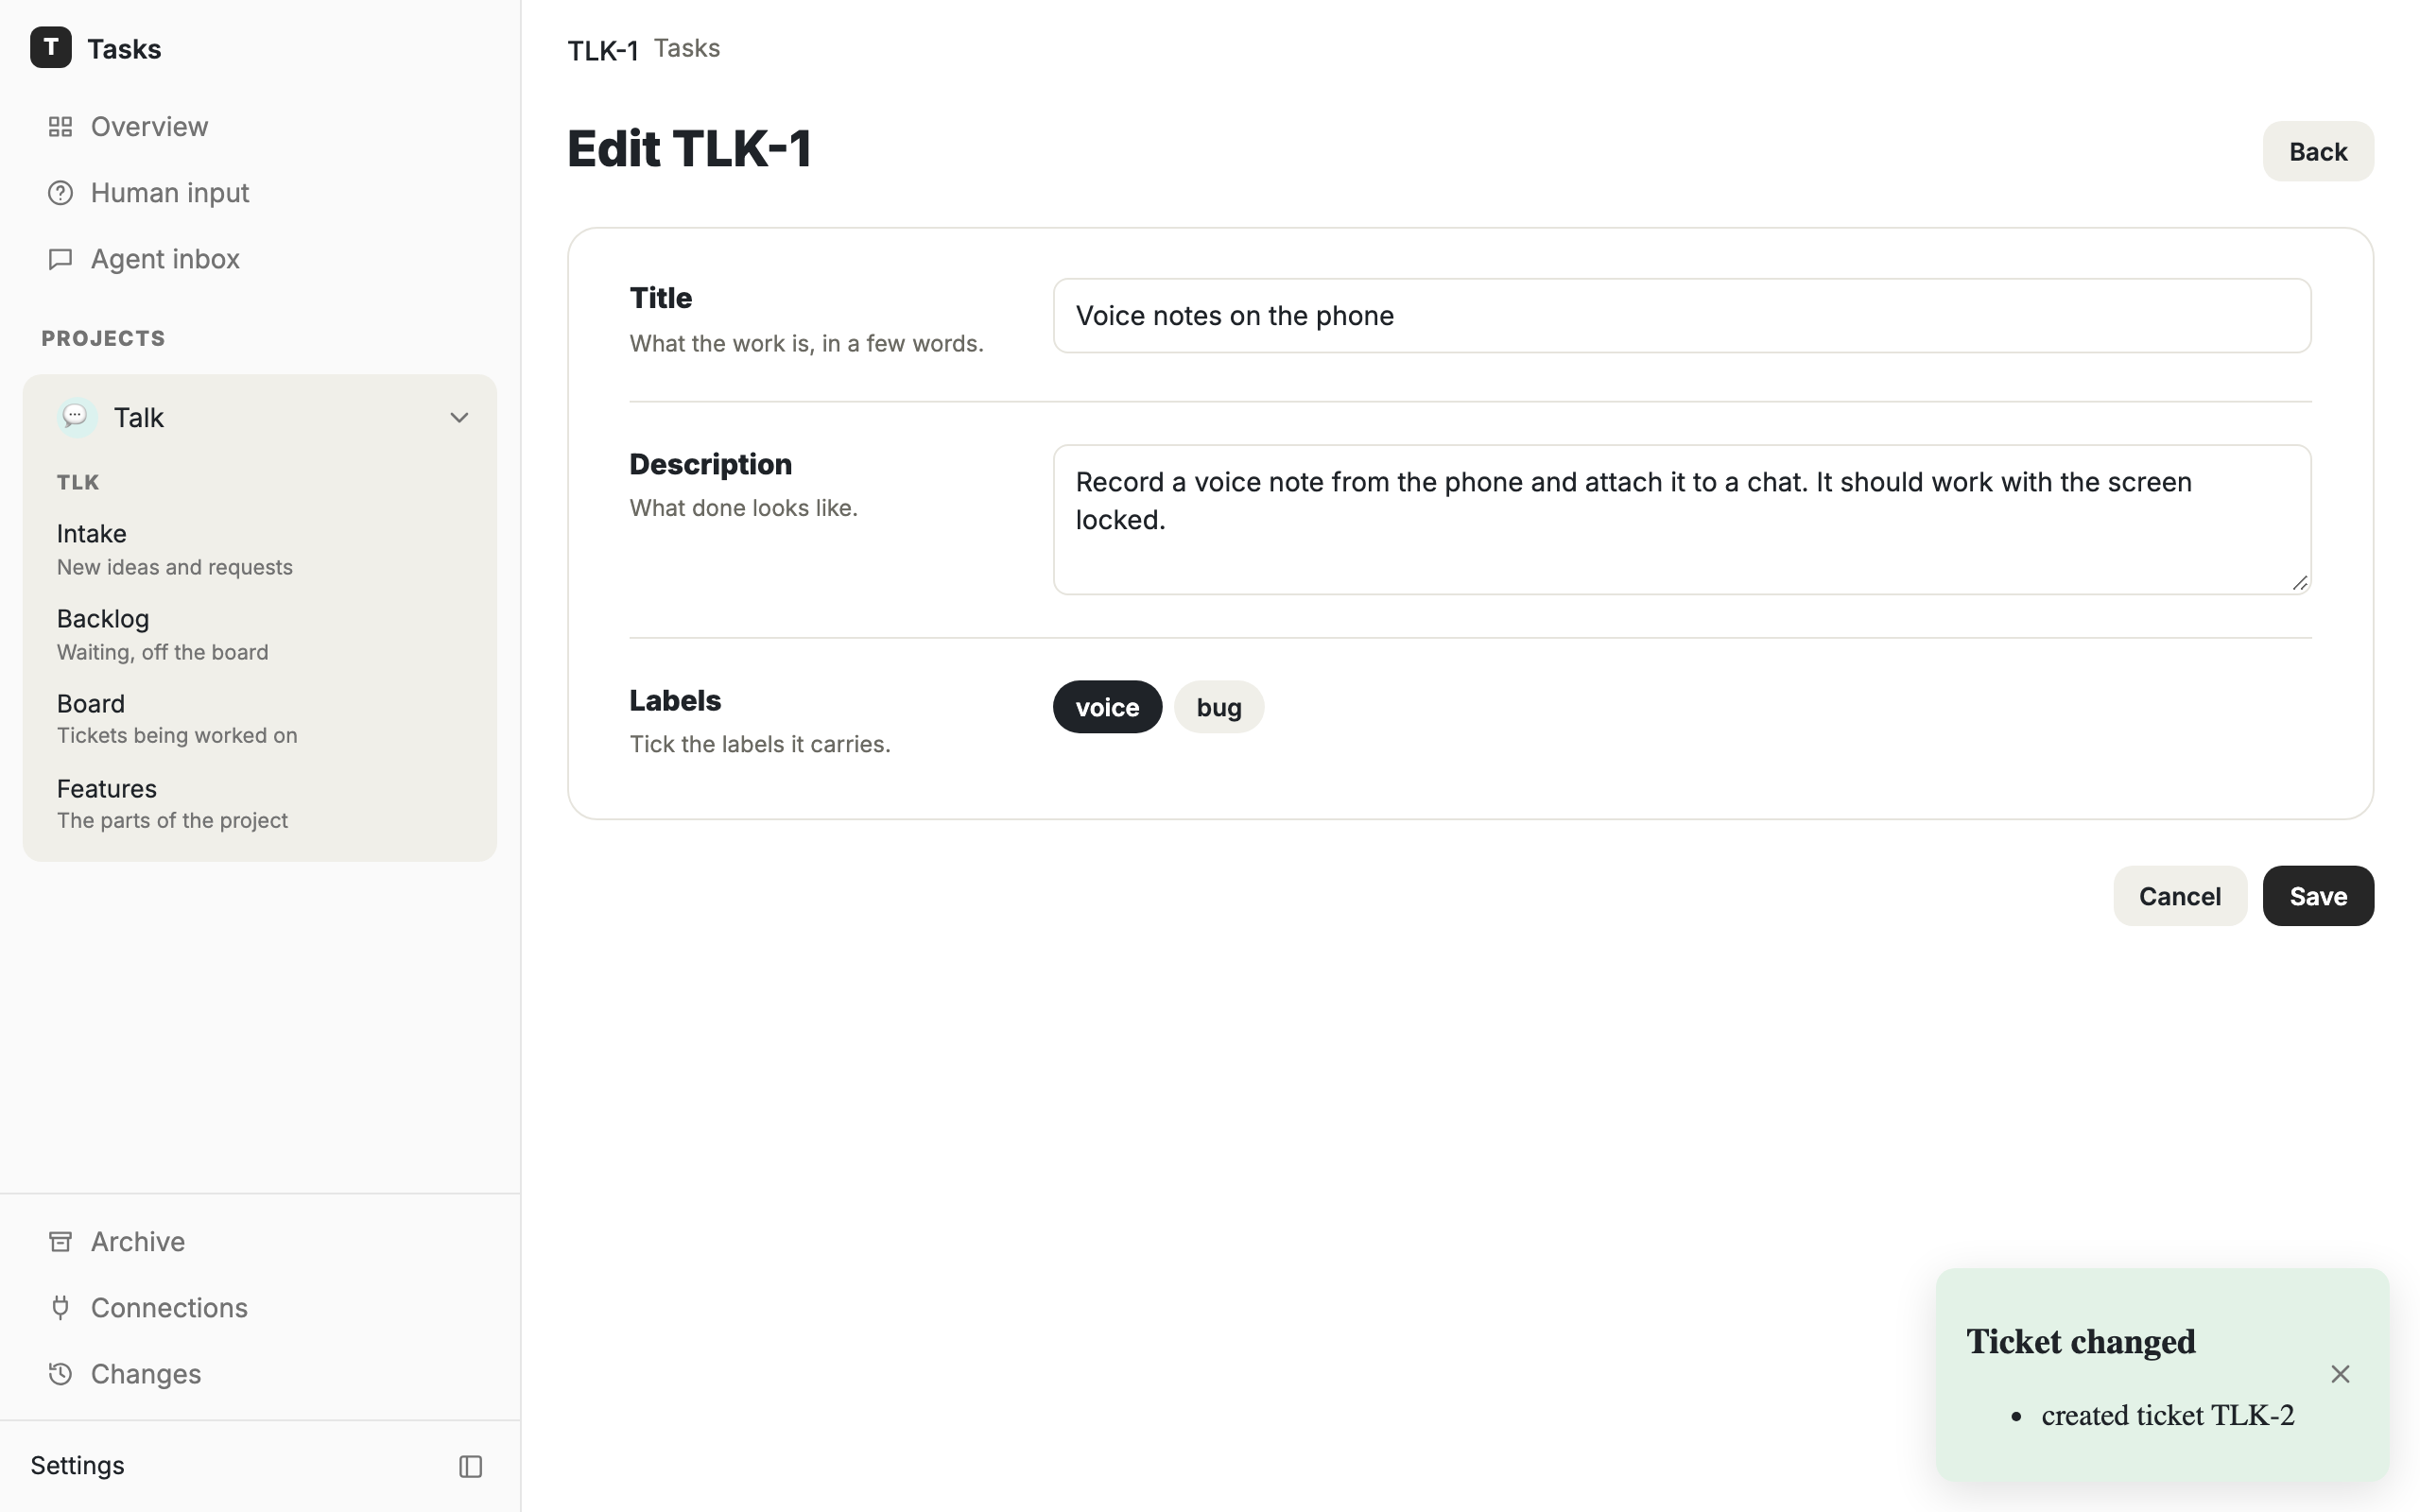 T Tasks
Overview
Human input
Agent inbox
PROJECTS
Talk
TLK
Intake
New ideas and requests
Backlog
Waiting, off the board
Board
Tickets being worked on
Features
The parts of the project
Archive
Connections
Changes
Settings
TLK-1 Tasks
Edit TLK-1
Back
Title
What the work is, in a few words.
Voice notes on the phone
Description
What done looks like.
Record a voice note from the phone and attach it to a chat. It should work with the screen
locked.
Labels
Tick the labels it carries.
voice bug
Cancel Save
Ticket changed
• created ticket TLK-2